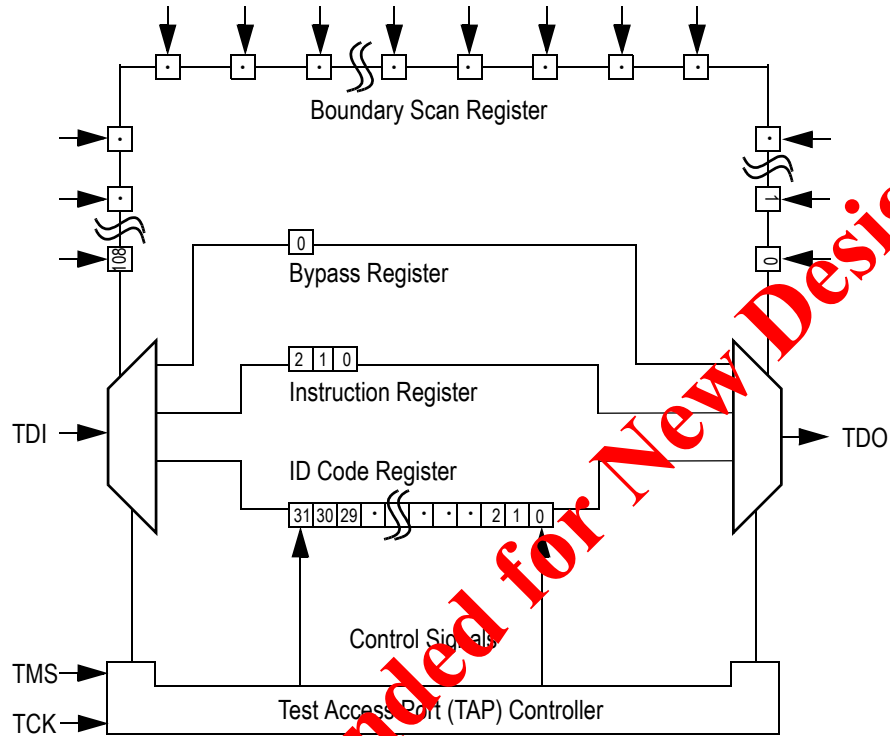 Boundary Scan Register
108
1
0
0
Bypass Register
2 1 0
Instruction Register
TDI
TDO
ID Code Register
31 30 29 · · · · 2 1 0
Control Signals
TMS
Test Access Port (TAP) Controller
TCK
nded for New Desi